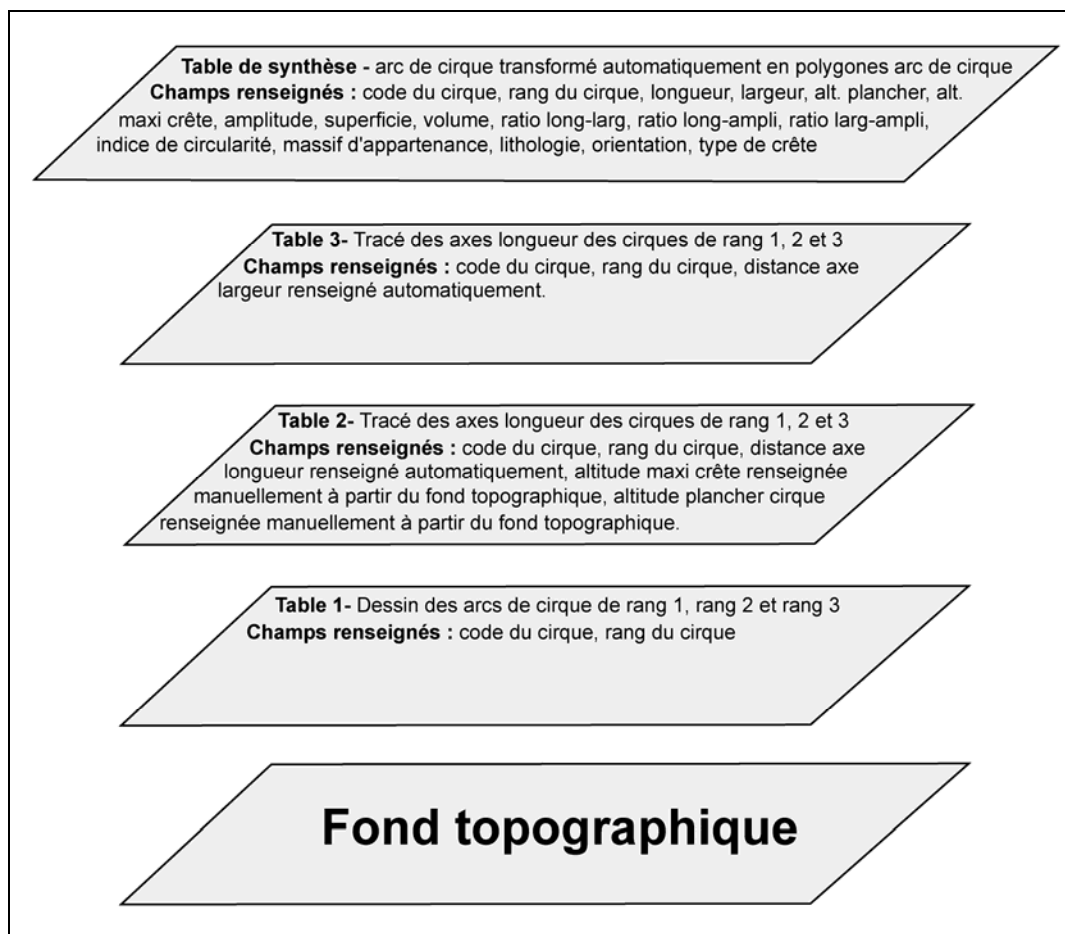 Table de synthèse - arc de cirque transformé automatiquement en polygones arc de cirque
Champs renseignés : code du cirque, rang du cirque, longueur, largeur, alt. plancher, alt.
maxi crête, amplitude, superficie, volume, ratio long-larg, ratio long-ampli, ratio larg-ampli,
indice de circularité, massif d'appartenance, lithologie, orientation, type de crête
Table 3- Tracé des axes longueur des cirques de rang 1, 2 et 3
Champs renseignés : code du cirque, rang du cirque, distance axe
largeur renseigné automatiquement.
Table 2- Tracé des axes longueur des cirques de rang 1, 2 et 3
Champs renseignés : code du cirque, rang du cirque, distance axe
longueur renseigné automatiquement, altitude maxi crête renseignée
manuellement à partir du fond topographique, altitude plancher cirque
renseignée manuellement à partir du fond topographique.
Table 1- Dessin des arcs de cirque de rang 1, rang 2 et rang 3
Champs renseignés : code du cirque, rang du cirque
Fond topographique